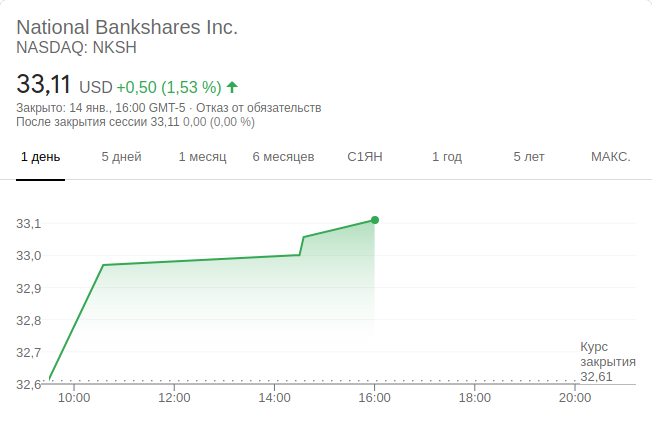 National Bankshares Inc.
NASDAQ: NKSH
33,11 USD +0,50 (1,53 %)
Закрыто: 14 янв., 16:00 GMT-5 · Отказ от обязательств
После закрытия сессии 33,11 0,00 (0,00 %)
1 день 5 дней 1 месяц 6 месяцев С1ЯН 1 год 5 лет МАКС.
33,1
33,0
32,9
32,8
32,7
32,6
Курс
закрытия
32,61
10:00 12:00 14:00 16:00 18:00 20:00